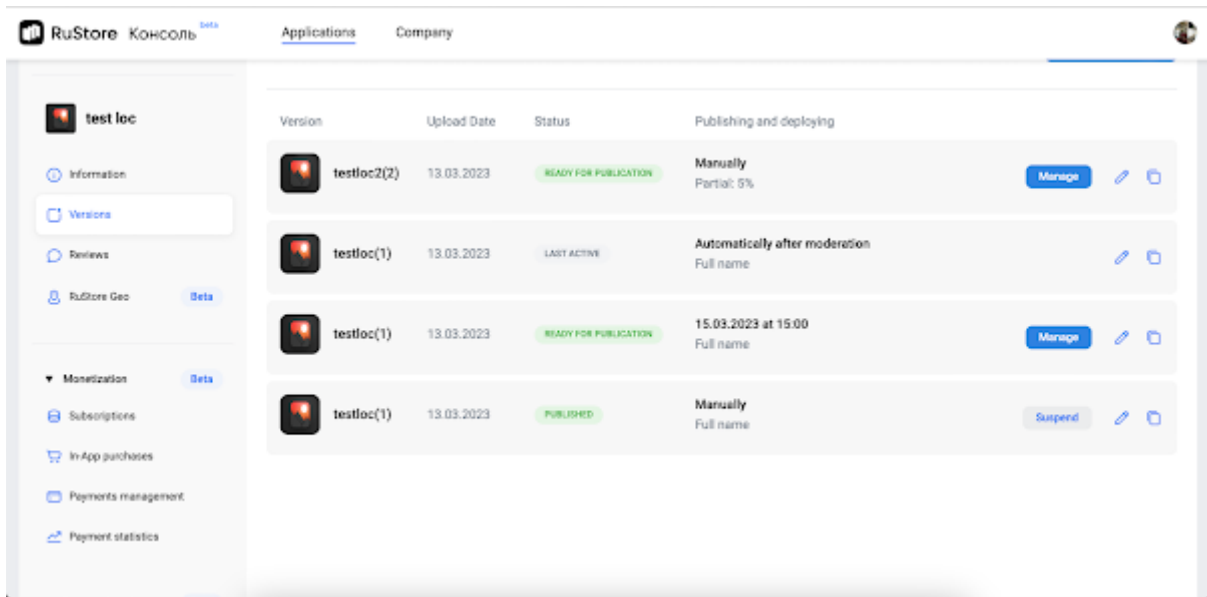 RuStore Консоль beta
Applications
Company
test loc
Information
Versions
Reviews
RuStore Geo Beta
Monetization Beta
Subscriptions
In-App purchases
Payments management
Payment statistics
Version Upload Date Status Publishing and deploying
testloc2(2) 13.03.2023 READY FOR PUBLICATION Manually
Partial: 5%
Manage
testloc(1) 13.03.2023 LAST ACTIVE Automatically after moderation
Full name
testloc(1) 13.03.2023 READY FOR PUBLICATION 15.03.2023 at 15:00
Full name
Manage
testloc(1) 13.03.2023 PUBLISHED Manually
Full name
Suspend